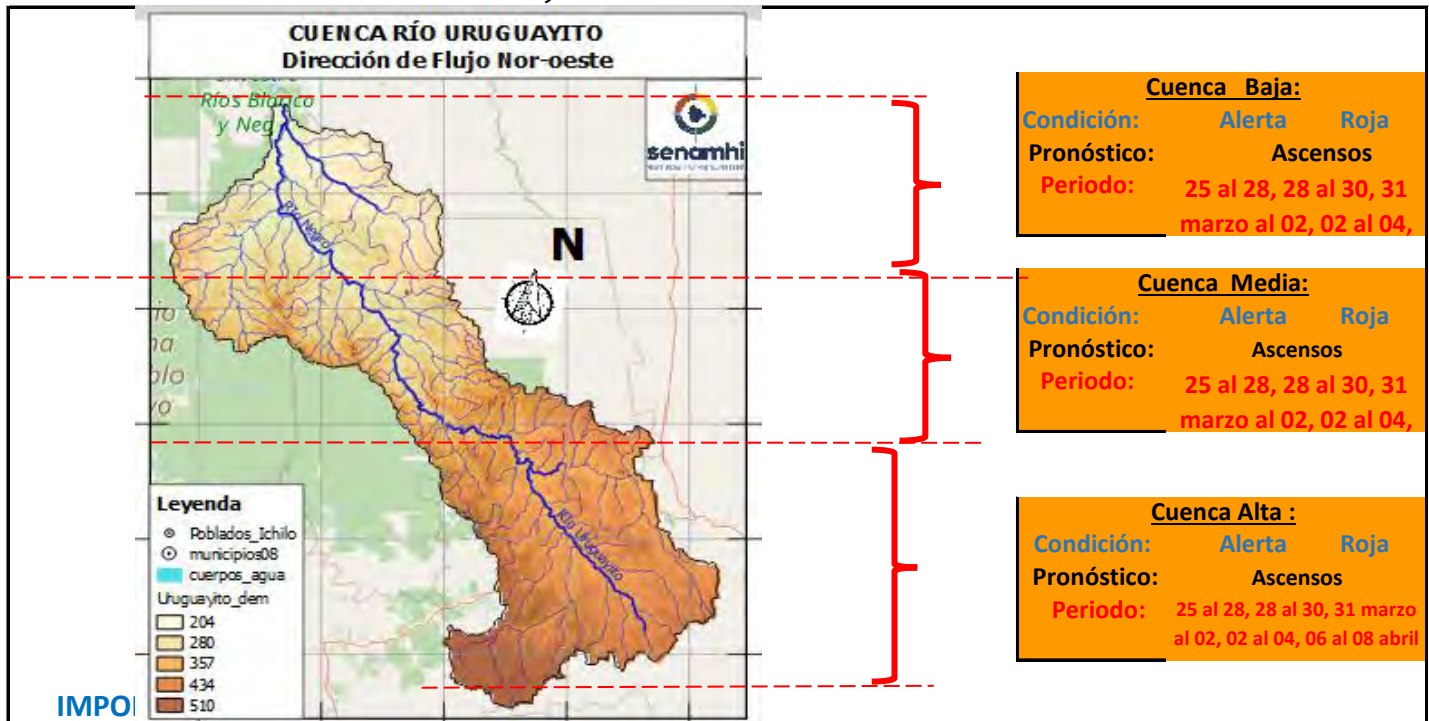 CUENCA RÍO URUGUAYITO
Dirección de Flujo Nor-oeste
Ríos Blanco
y Neg
senamhi
Río Negro
N
Río Uruguayito
Leyenda
Poblados_Ichilo
municipios08
cuerpos_agua
Uruguayito_dem
204
280
357
434
510
Cuenca Baja:
Condición: Alerta Roja
Pronóstico: Ascensos
Periodo: 25 al 28, 28 al 30, 31
marzo al 02, 02 al 04,
Cuenca Media:
Condición: Alerta Roja
Pronóstico: Ascensos
Periodo: 25 al 28, 28 al 30, 31
marzo al 02, 02 al 04,
Cuenca Alta :
Condición: Alerta Roja
Pronóstico: Ascensos
Periodo: 25 al 28, 28 al 30, 31 marzo
al 02, 02 al 04, 06 al 08 abril